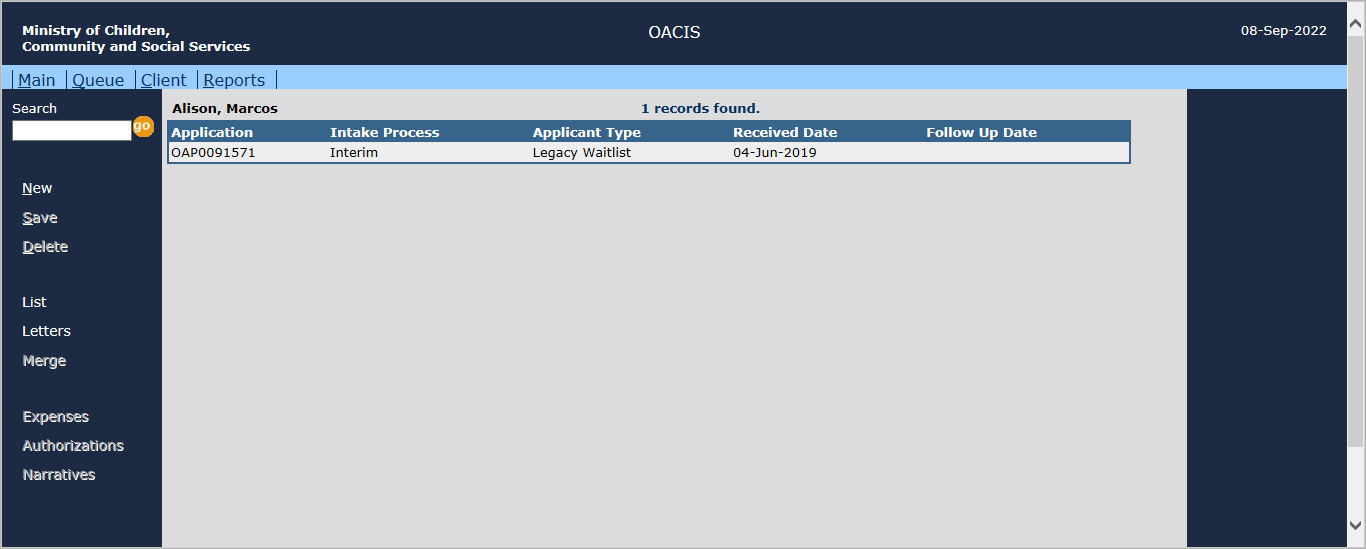 Ministry of Children,
Community and Social Services
OACIS
08-Sep-2022
Main Queue Client Reports
Search
go
New
Save
Delete
List
Letters
Merge
Expenses
Authorizations
Narratives
Alison, Marcos
1 records found.
Application Intake Process Applicant Type Received Date Follow Up Date
OAP0091571 Interim Legacy Waitlist 04-Jun-2019